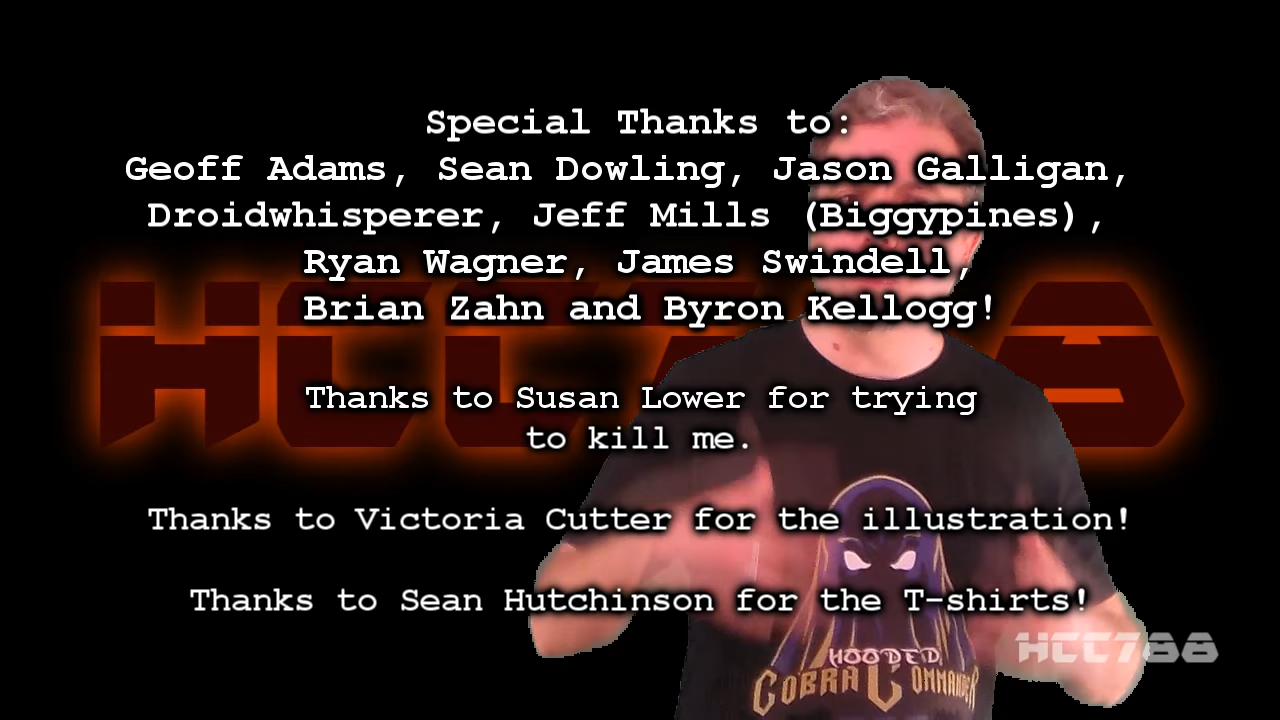 Special Thanks to:
Geoff Adams, Sean Dowling, Jason Galligan,
Droidwhisperer, Jeff Mills (Biggypines),
Ryan Wagner, James Swindell,
Brian Zahn and Byron Kellogg!
HCC788
Thanks to Susan Lower for trying
to kill me.
Thanks to Victoria Cutter for the illustration!
Thanks to Sean Hutchinson for the T-shirts!
HCC788
HOODED
COBRA COMMANDER